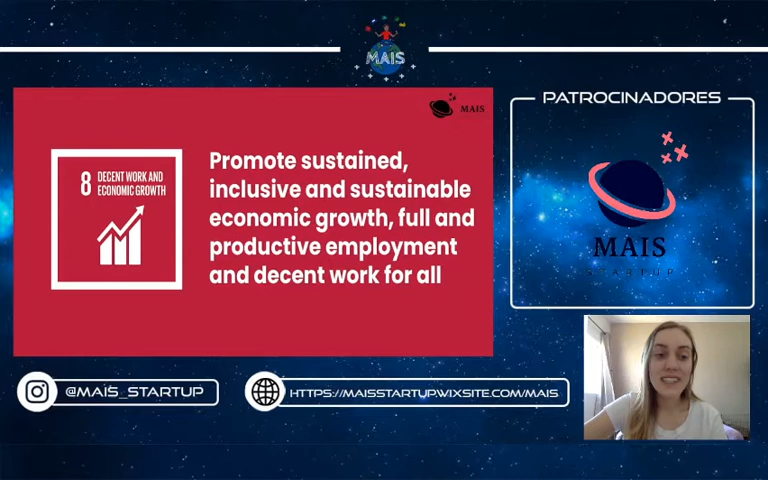 MAIS
PATROCINADORES
MAIS
8 DECENT WORK AND
ECONOMIC GROWTH
Promote sustained,
inclusive and sustainable
economic growth, full and
productive employment
and decent work for all
MAIS
STARTUP
@MAIS_STARTUP
HTTPS://MAISSTARTUP.WIXSITE.COM/MAIS